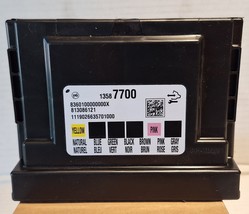 1358 7700
636010000000000X
813086121
1119026635701000
YELLOW
PINK
NATURAL BLUE GREEN BLACK BROWN PINK GRAY
NATUREL BLEU VERT NOIR BRUN ROSE GRIS